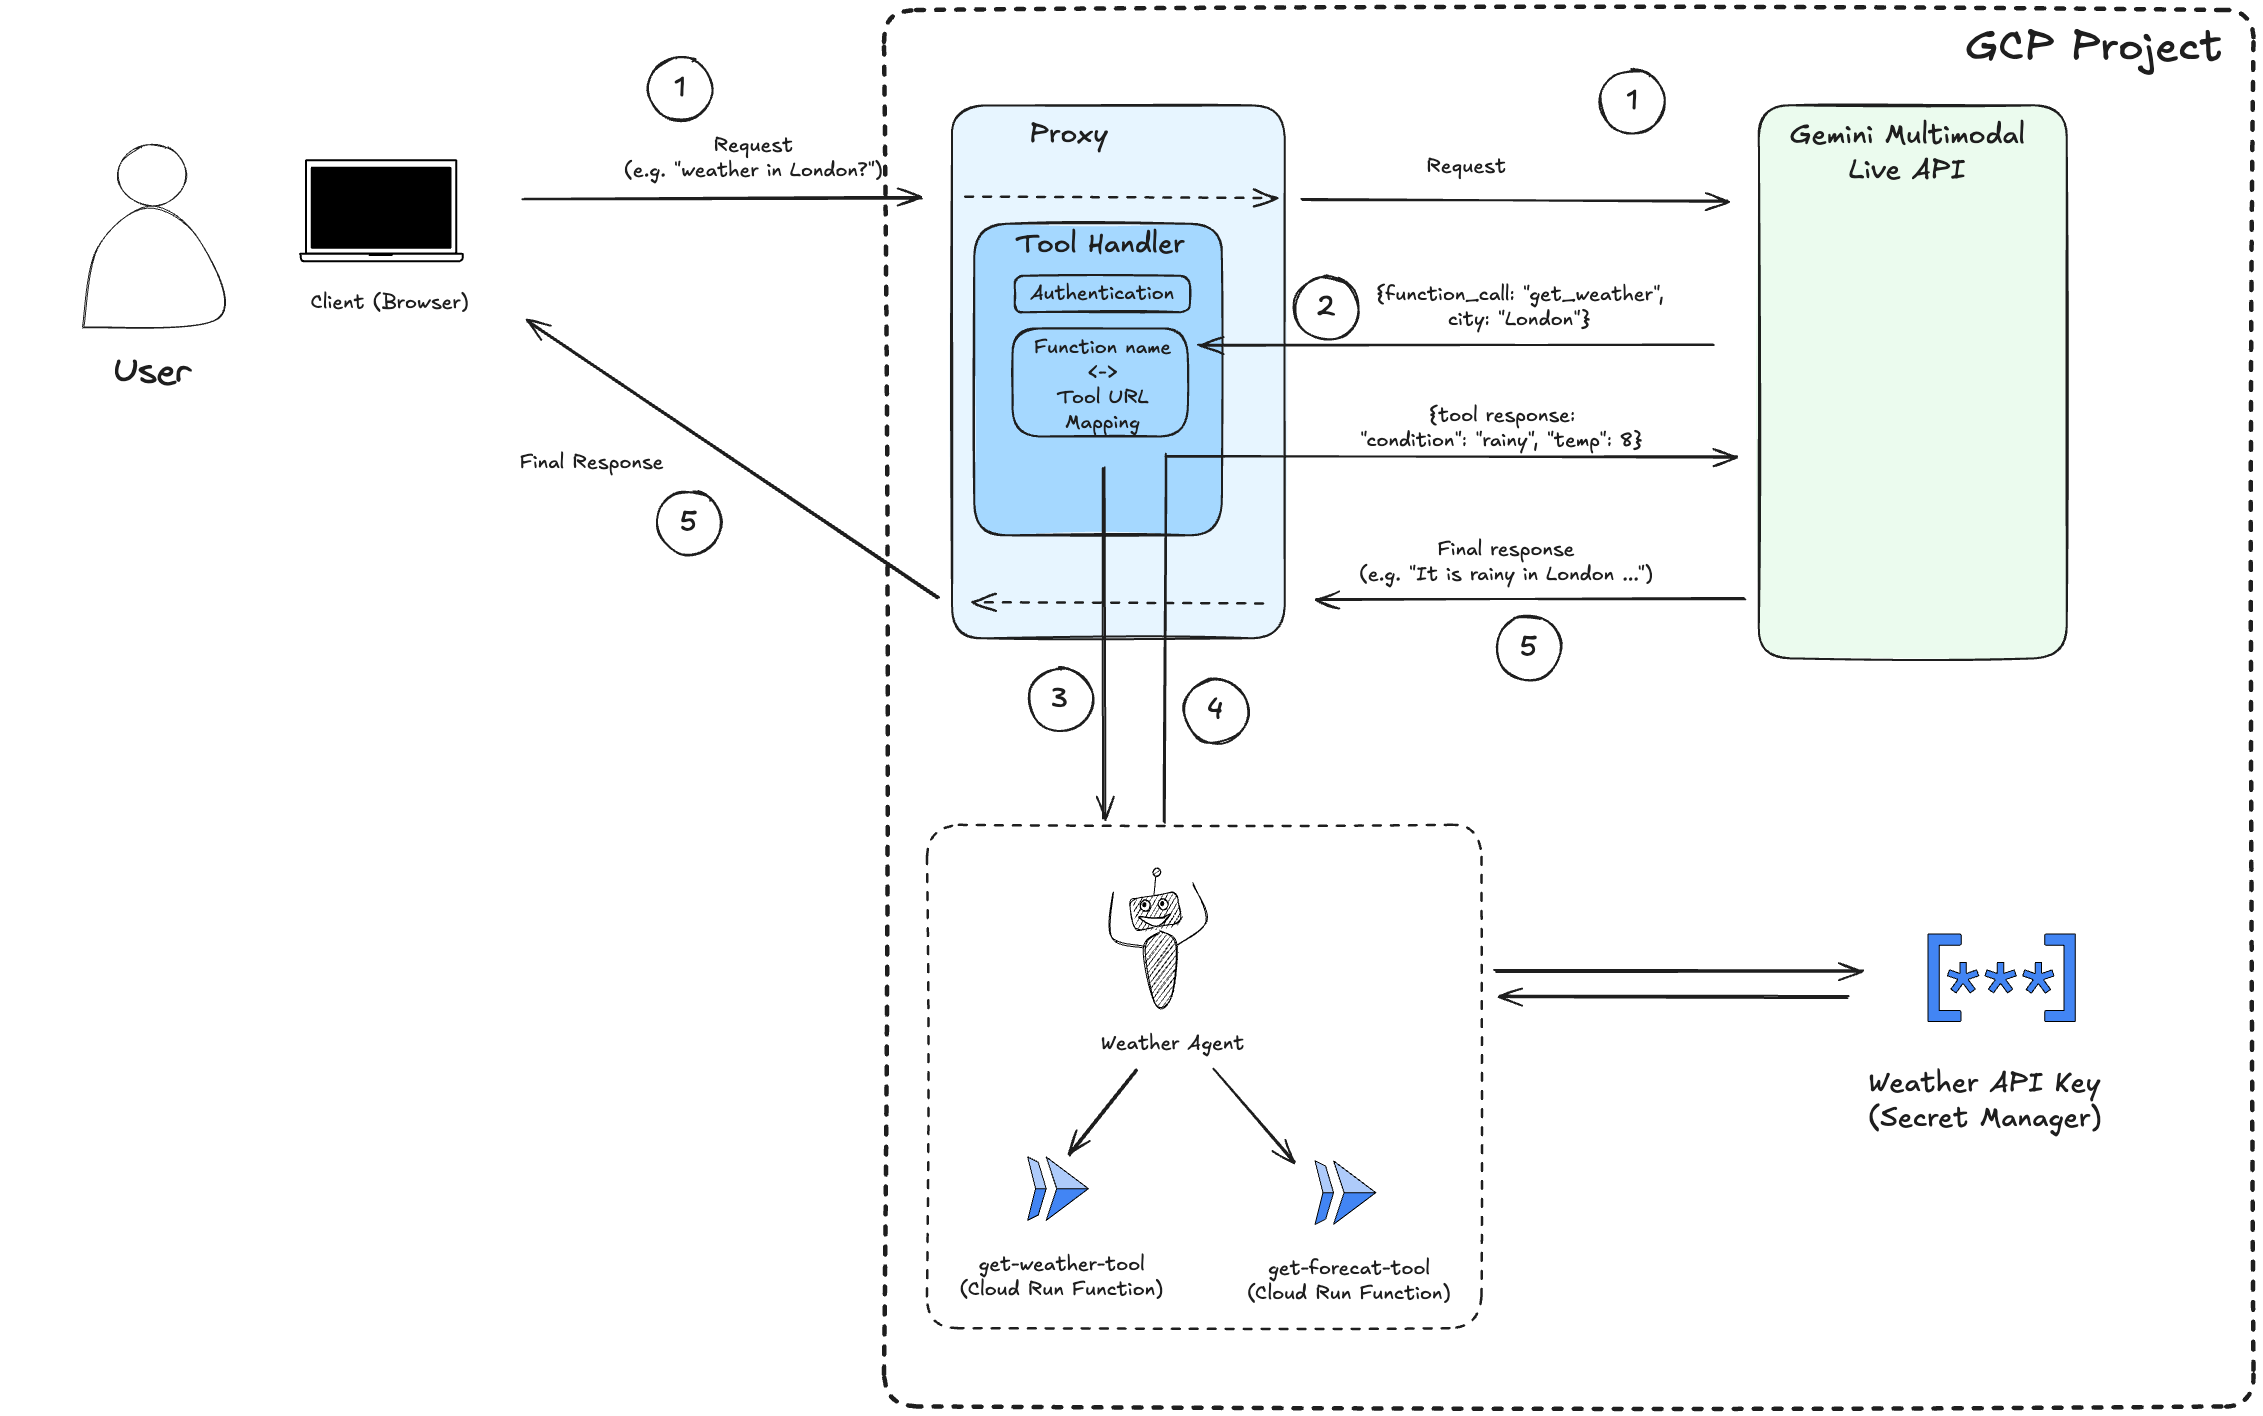 GCP Project
1
Request
(e.g. "weather in London?")
1
Request
Proxy
Gemini Multimodal
Live API
Tool Handler
Authentication
Function name
<->
Tool URL
Mapping
2
{function_call: "get_weather",
city: "London"}
{tool response:
"condition": "rainy", "temp": 8}
Client (Browser)
User
Final Response
5
Final response
(e.g. "It is rainy in London ...")
5
3
4
Weather Agent
get-weather-tool
(Cloud Run Function)
get-forecat-tool
(Cloud Run Function)
[***]
Weather API Key
(Secret Manager)